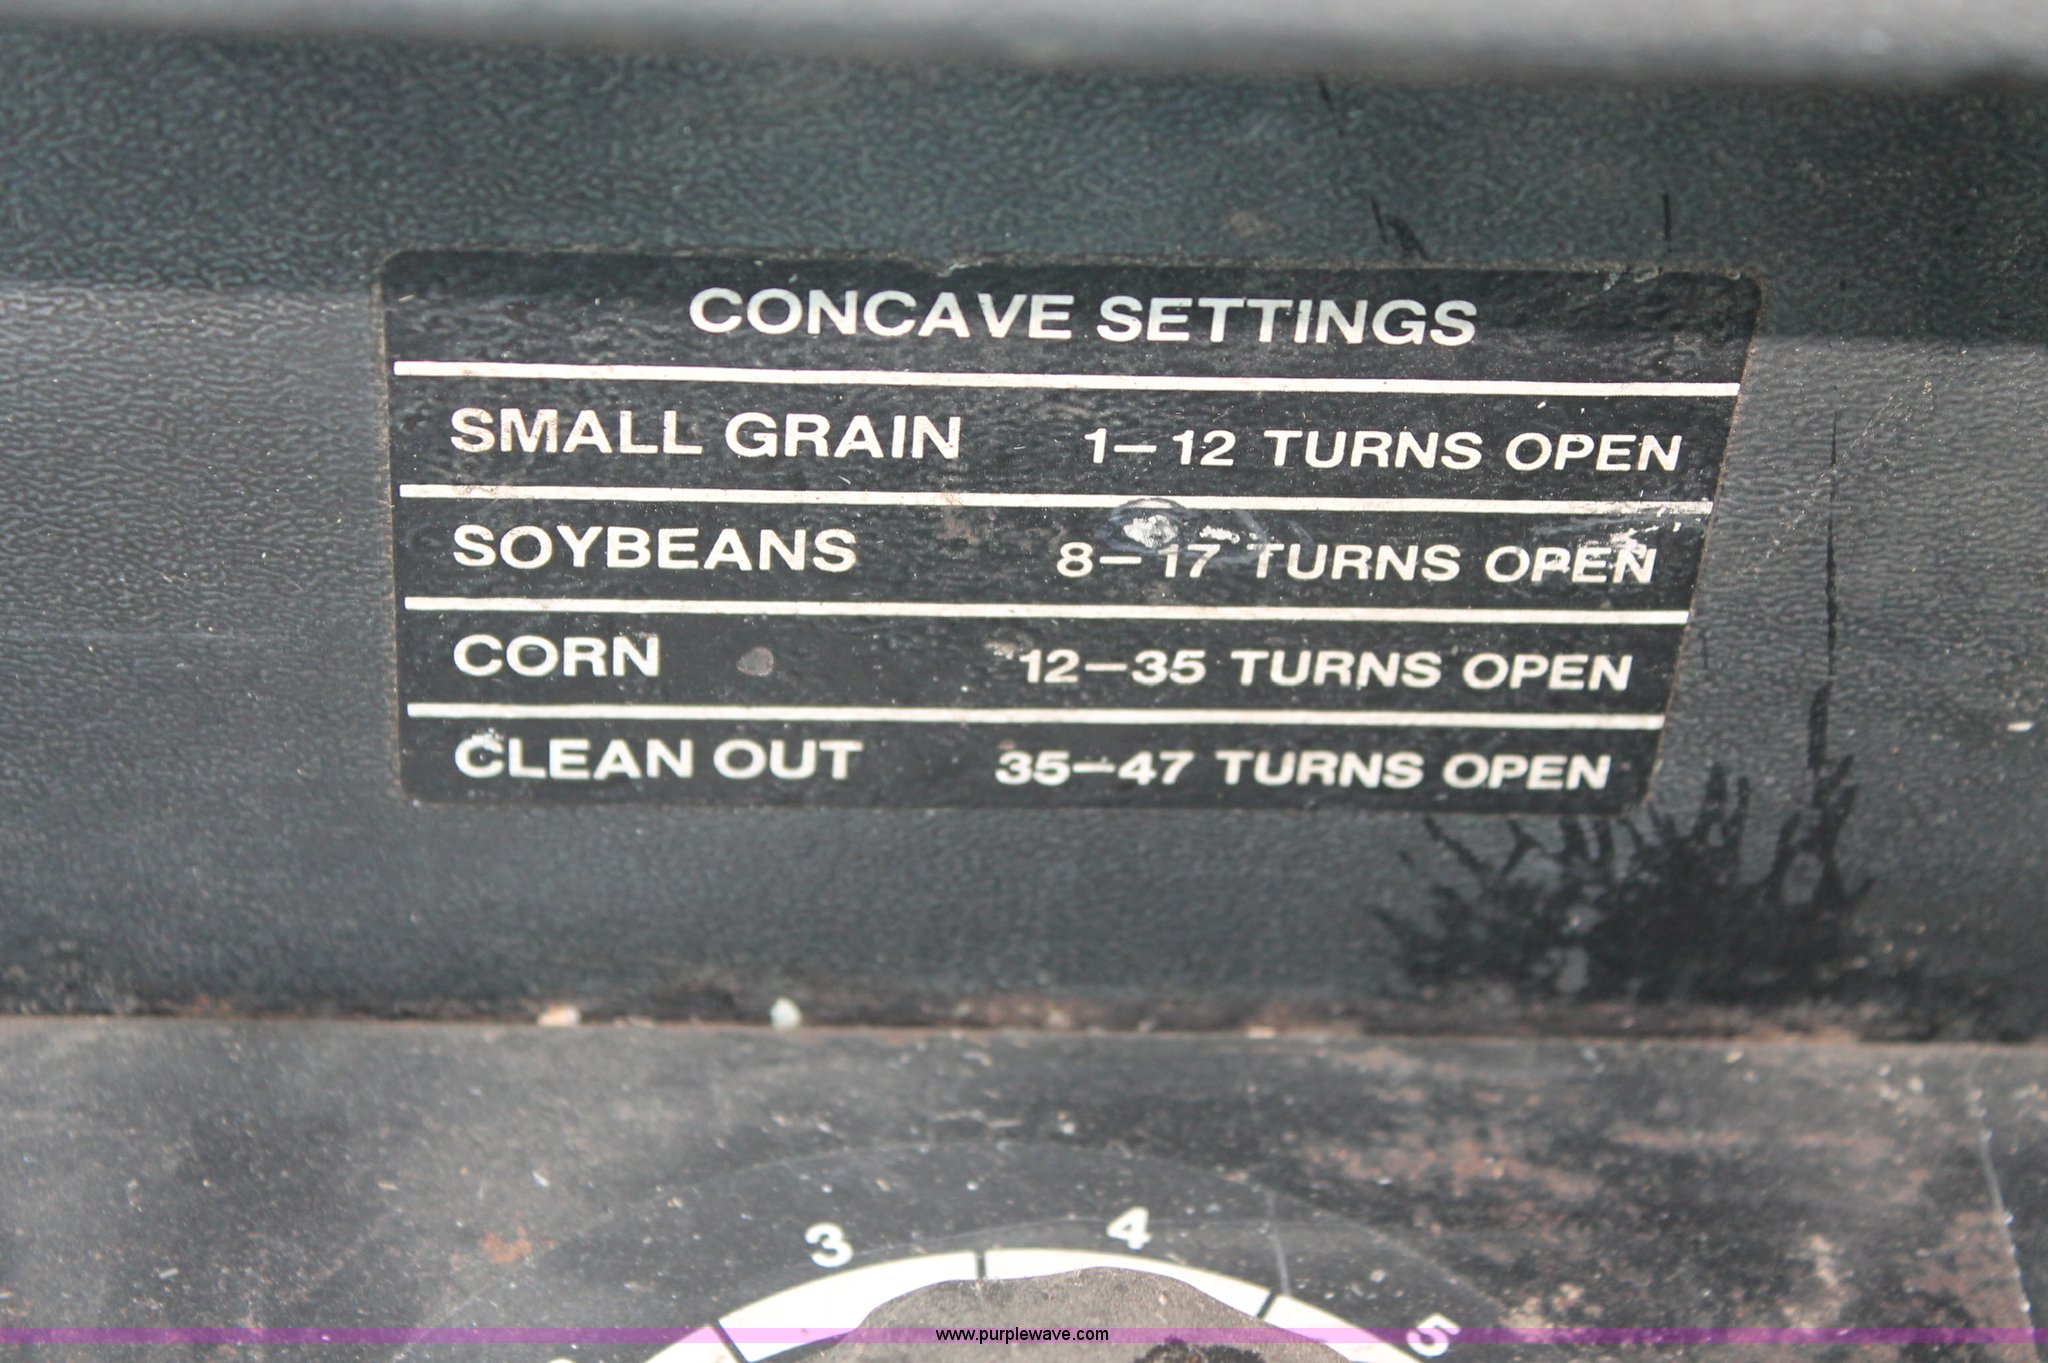 CONCAVE SETTINGS
SMALL GRAIN 1–12 TURNS OPEN
SOYBEANS 8–17 TURNS OPEN
CORN 12–35 TURNS OPEN
CLEAN OUT 35–47 TURNS OPEN
3 4 5
www.purplewave.com